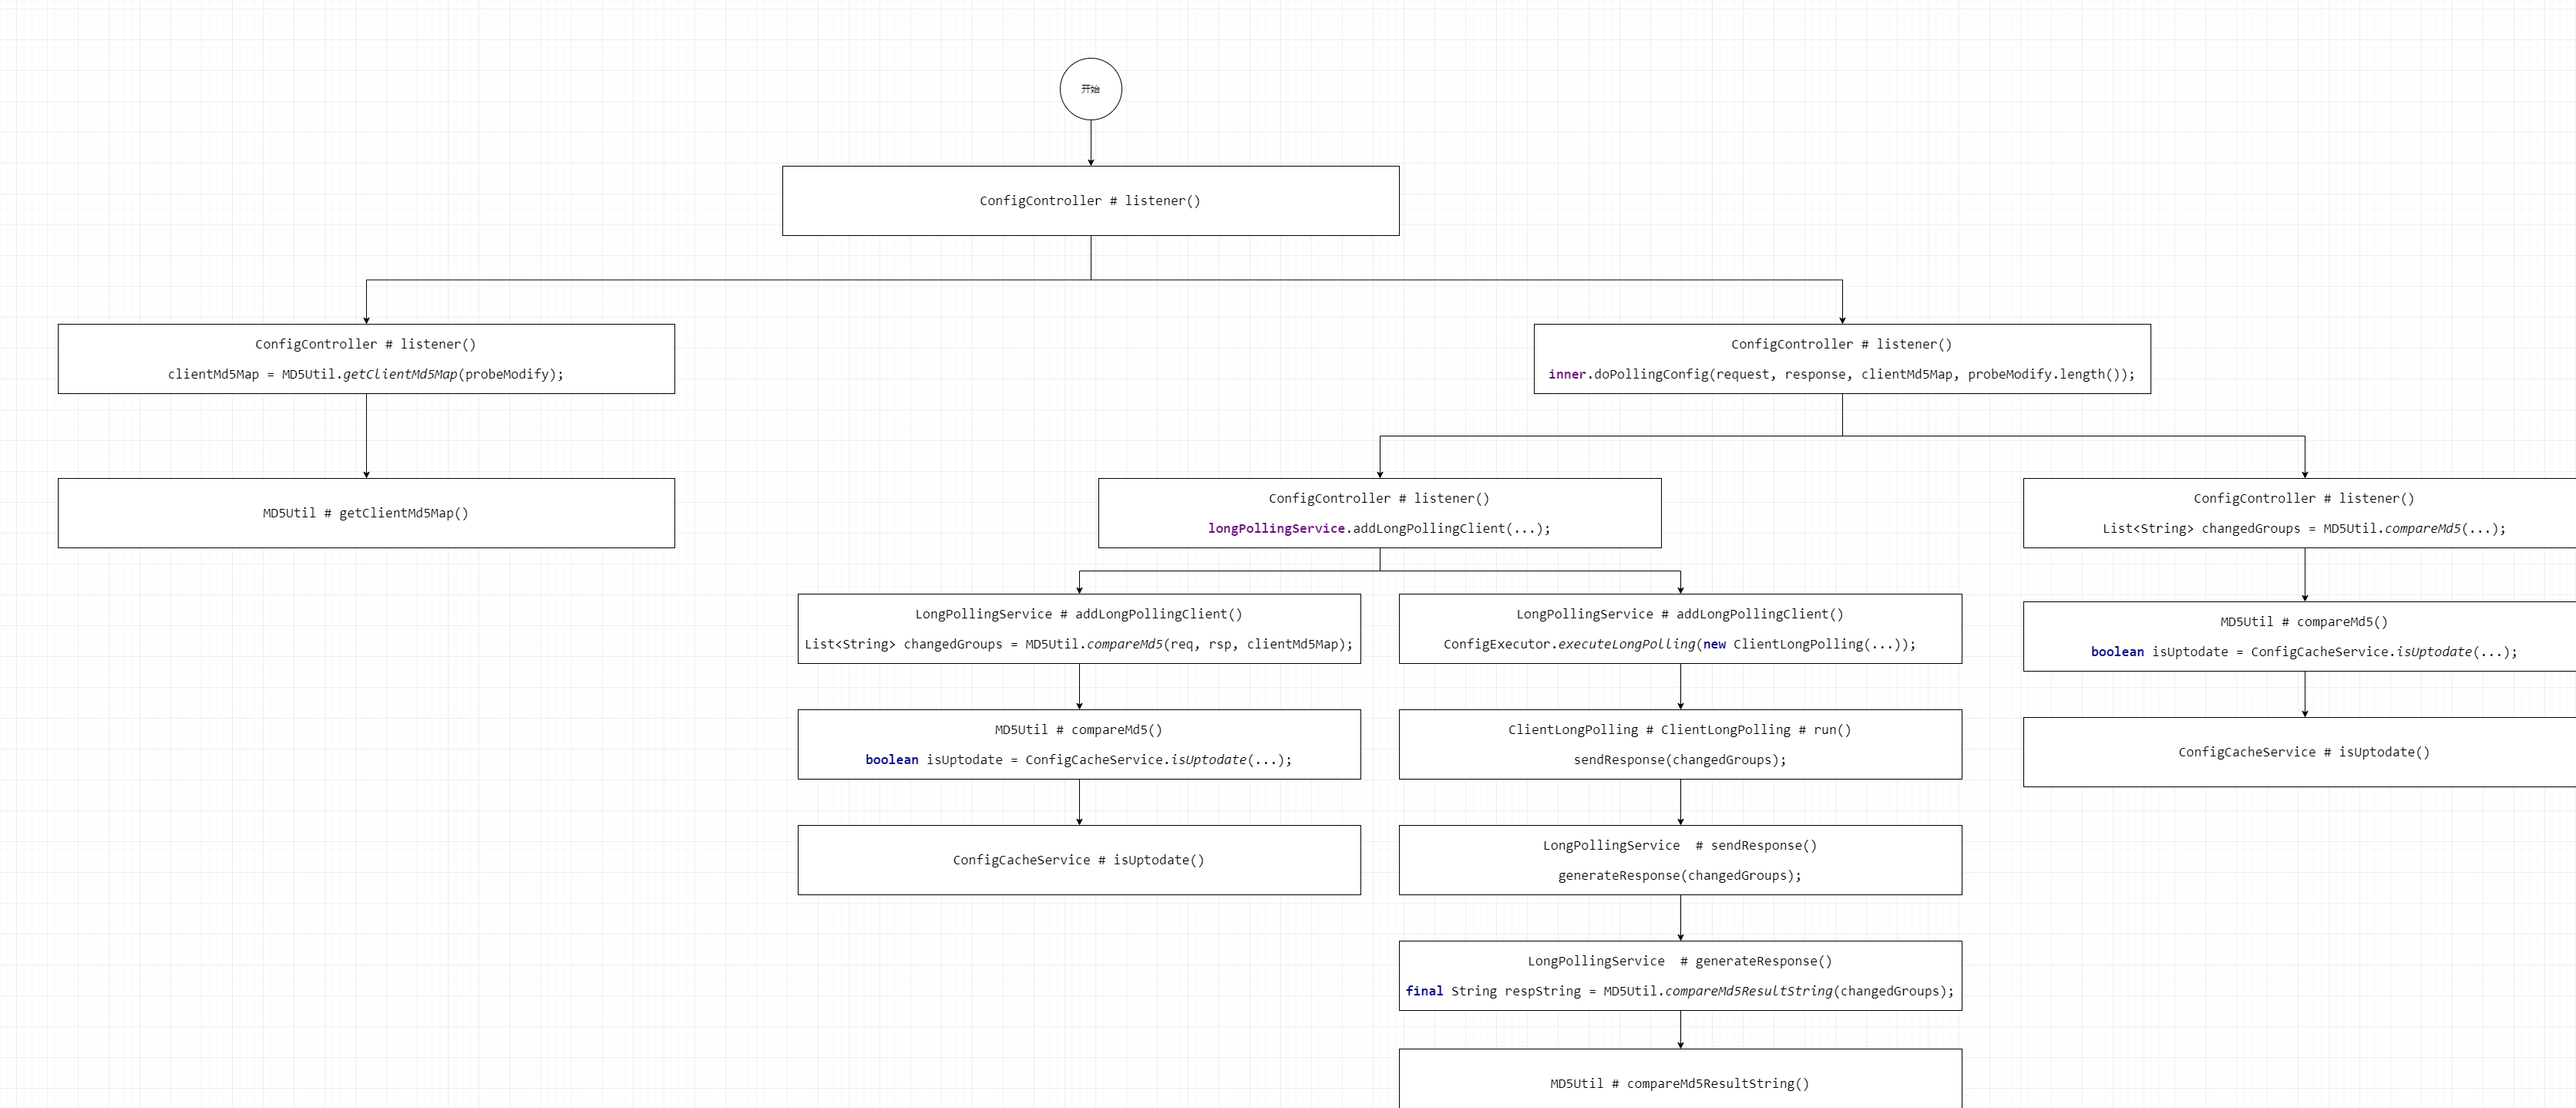 开始
ConfigController # listener()
ConfigController # listener()
clientMd5Map = MD5Util.getClientMd5Map(probeModify);
ConfigController # listener()
inner.doPollingConfig(request, response, clientMd5Map, probeModify.length());
MD5Util # getClientMd5Map()
ConfigController # listener()
longPollingService.addLongPollingClient(...);
ConfigController # listener()
List<String> changedGroups = MD5Util.compareMd5(...);
LongPollingService # addLongPollingClient()
List<String> changedGroups = MD5Util.compareMd5(req, rsp, clientMd5Map);
LongPollingService # addLongPollingClient()
ConfigExecutor.executeLongPolling(new ClientLongPolling(...));
MD5Util # compareMd5()
boolean isUptodate = ConfigCacheService.isUptodate(...);
MD5Util # compareMd5()
boolean isUptodate = ConfigCacheService.isUptodate(...);
ClientLongPolling # ClientLongPolling # run()
sendResponse(changedGroups);
ConfigCacheService # isUptodate()
ConfigCacheService # isUptodate()
LongPollingService  # sendResponse()
generateResponse(changedGroups);
LongPollingService  # generateResponse()
final String respString = MD5Util.compareMd5ResultString(changedGroups);
MD5Util # compareMd5ResultString()